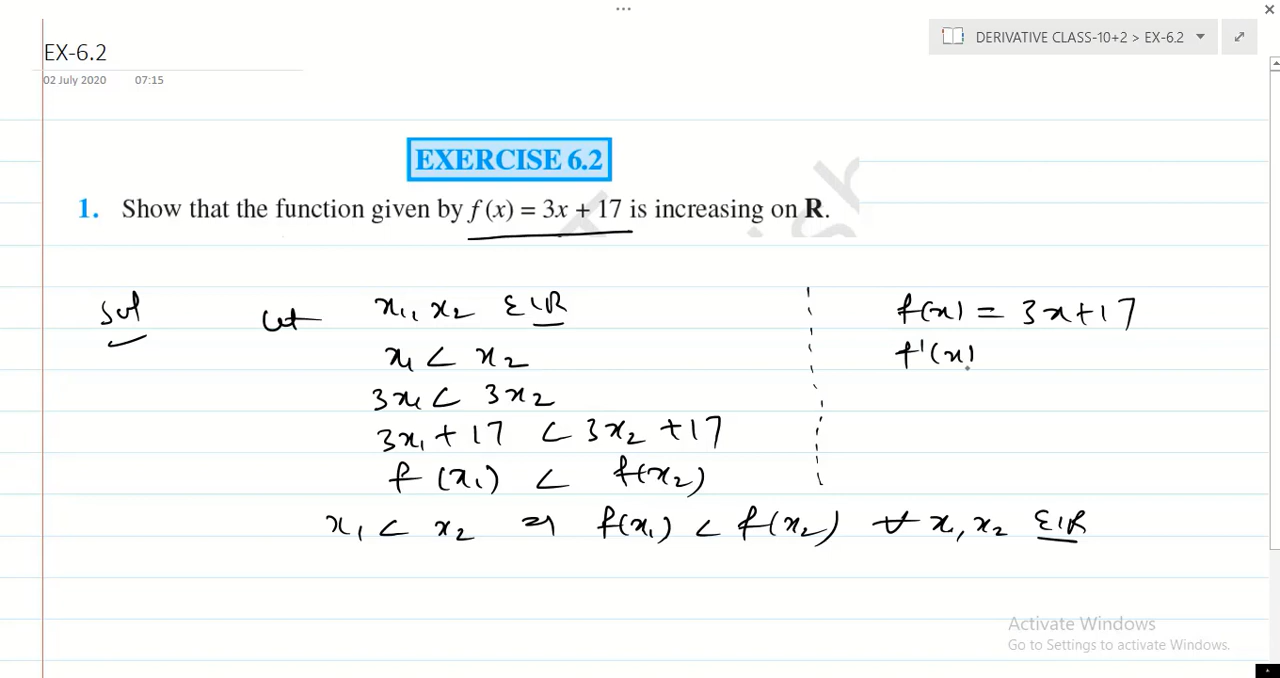 ...
DERIVATIVE CLASS-10+2 > EX-6.2
EX-6.2
02 July 2020 07:15
EXERCISE 6.2
1. Show that the function given by f (x) = 3x + 17 is increasing on R.
Sol Let x₁, x₂ ∈ IR
x₁ < x₂
3x₁ < 3x₂
3x₁ + 17 < 3x₂ + 17
f (x₁) < f(x₂)
x₁ < x₂ ⇒ f(x₁) < f(x₂) ∀ x₁, x₂ ∈ IR
f(x) = 3x+17
f'(x)
Activate Windows
Go to Settings to activate Windows.